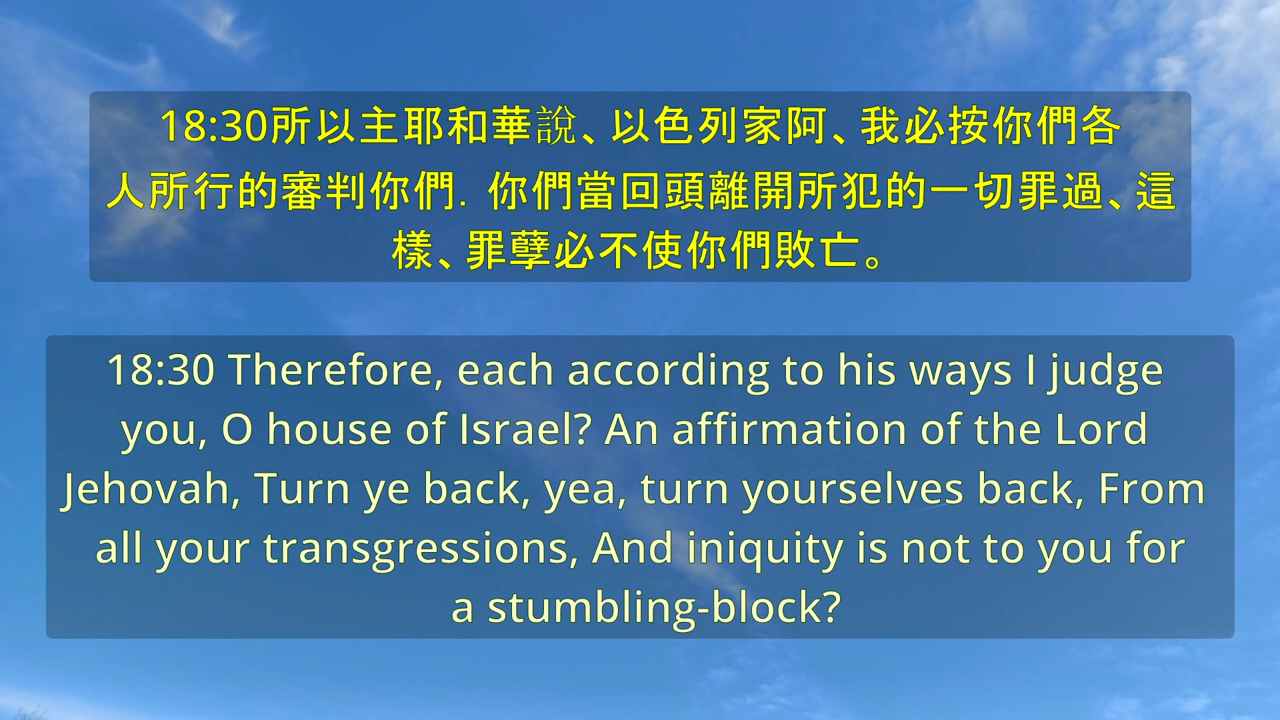 18:30所以主耶和華說、以色列家阿、我必按你們各
人所行的審判你們．你們當回頭離開所犯的一切罪過、這
樣、罪孽必不使你們敗亡。
18:30 Therefore, each according to his ways I judge
you, O house of Israel? An affirmation of the Lord
Jehovah, Turn ye back, yea, turn yourselves back, From
all your transgressions, And iniquity is not to you for
a stumbling-block?